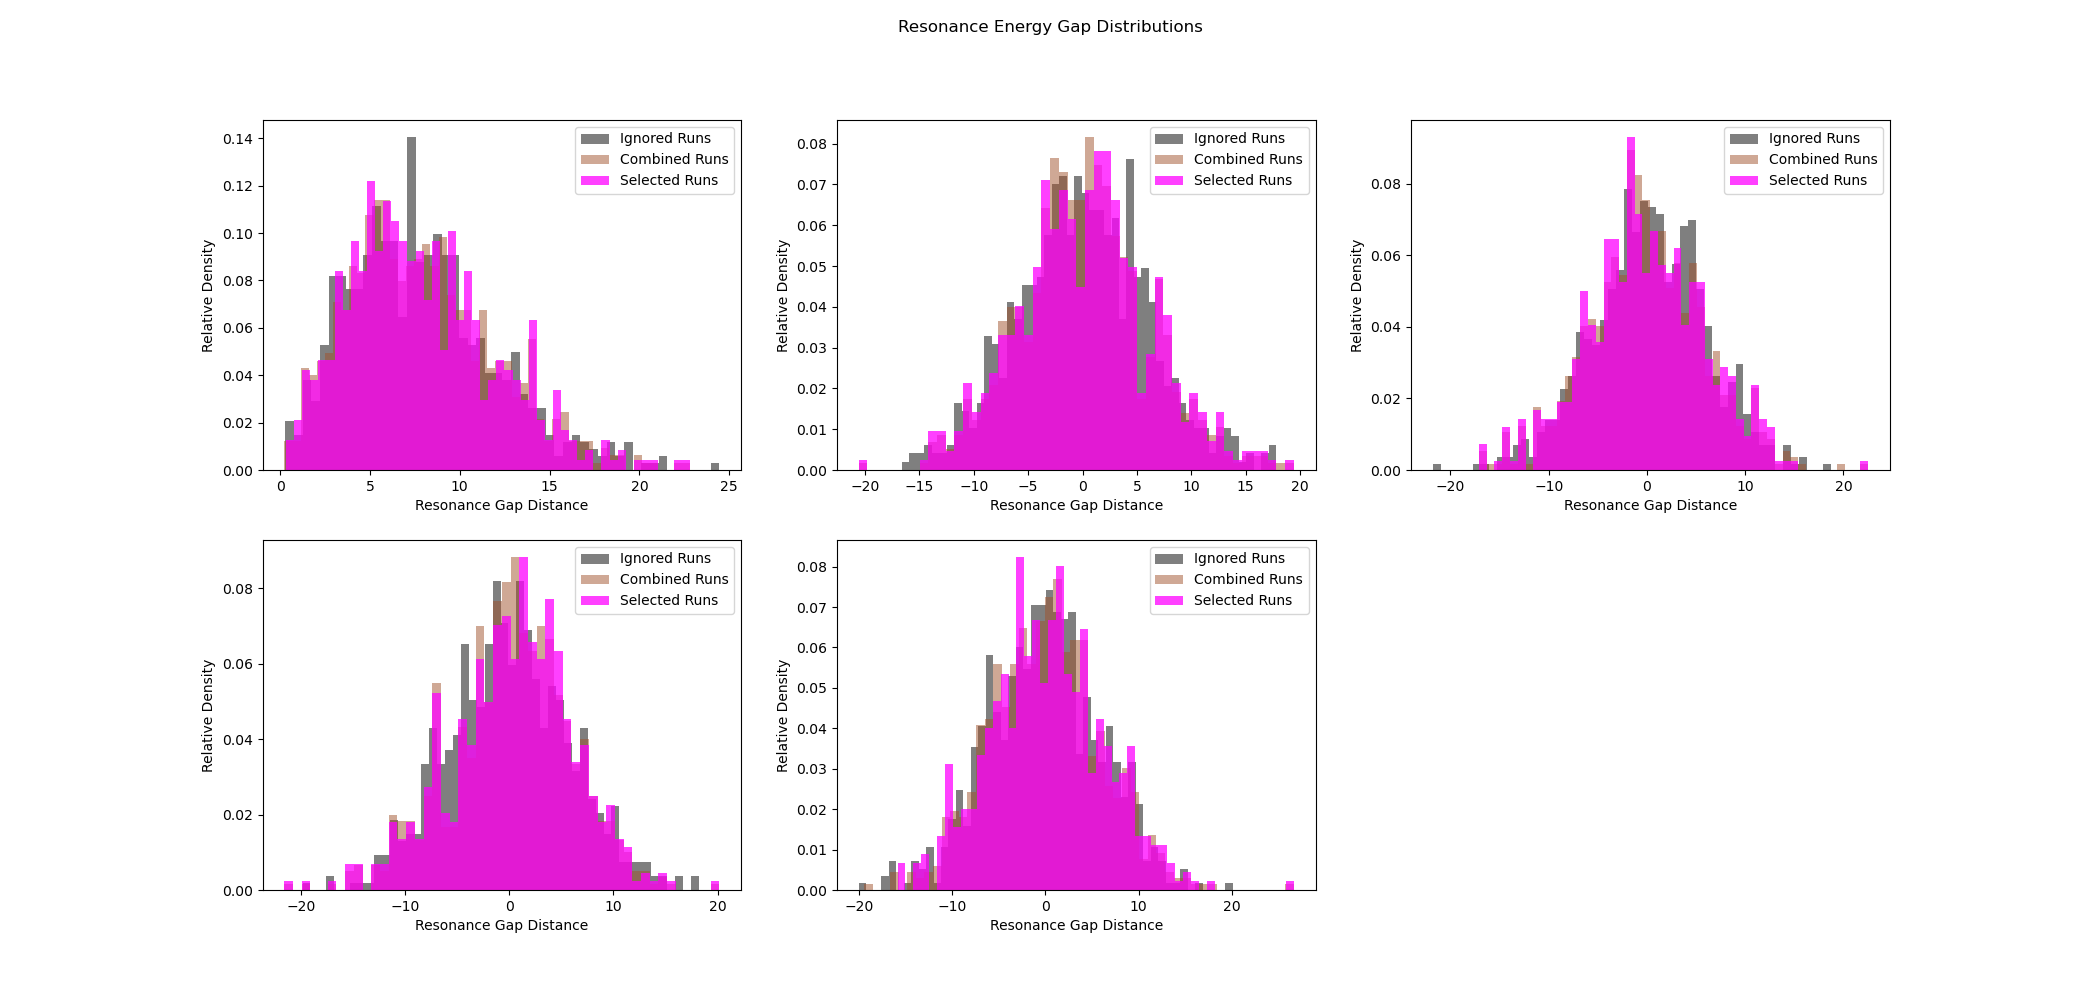 Resonance Energy Gap Distributions
0.14
0.12
0.10
0.08
0.06
0.04
0.02
0.00
Relative Density
Ignored Runs
Combined Runs
Selected Runs
0 5 10 15 20 25
Resonance Gap Distance
0.08
0.07
0.06
0.05
0.04
0.03
0.02
0.01
0.00
Relative Density
Ignored Runs
Combined Runs
Selected Runs
−20 −15 −10 −5 0 5 10 15 20
Resonance Gap Distance
0.08
0.06
0.04
0.02
0.00
Relative Density
Ignored Runs
Combined Runs
Selected Runs
−20 −10 0 10 20
Resonance Gap Distance
0.08
0.06
0.04
0.02
0.00
Relative Density
Ignored Runs
Combined Runs
Selected Runs
−20 −10 0 10 20
Resonance Gap Distance
0.08
0.07
0.06
0.05
0.04
0.03
0.02
0.01
0.00
Relative Density
Ignored Runs
Combined Runs
Selected Runs
−20 −10 0 10 20
Resonance Gap Distance